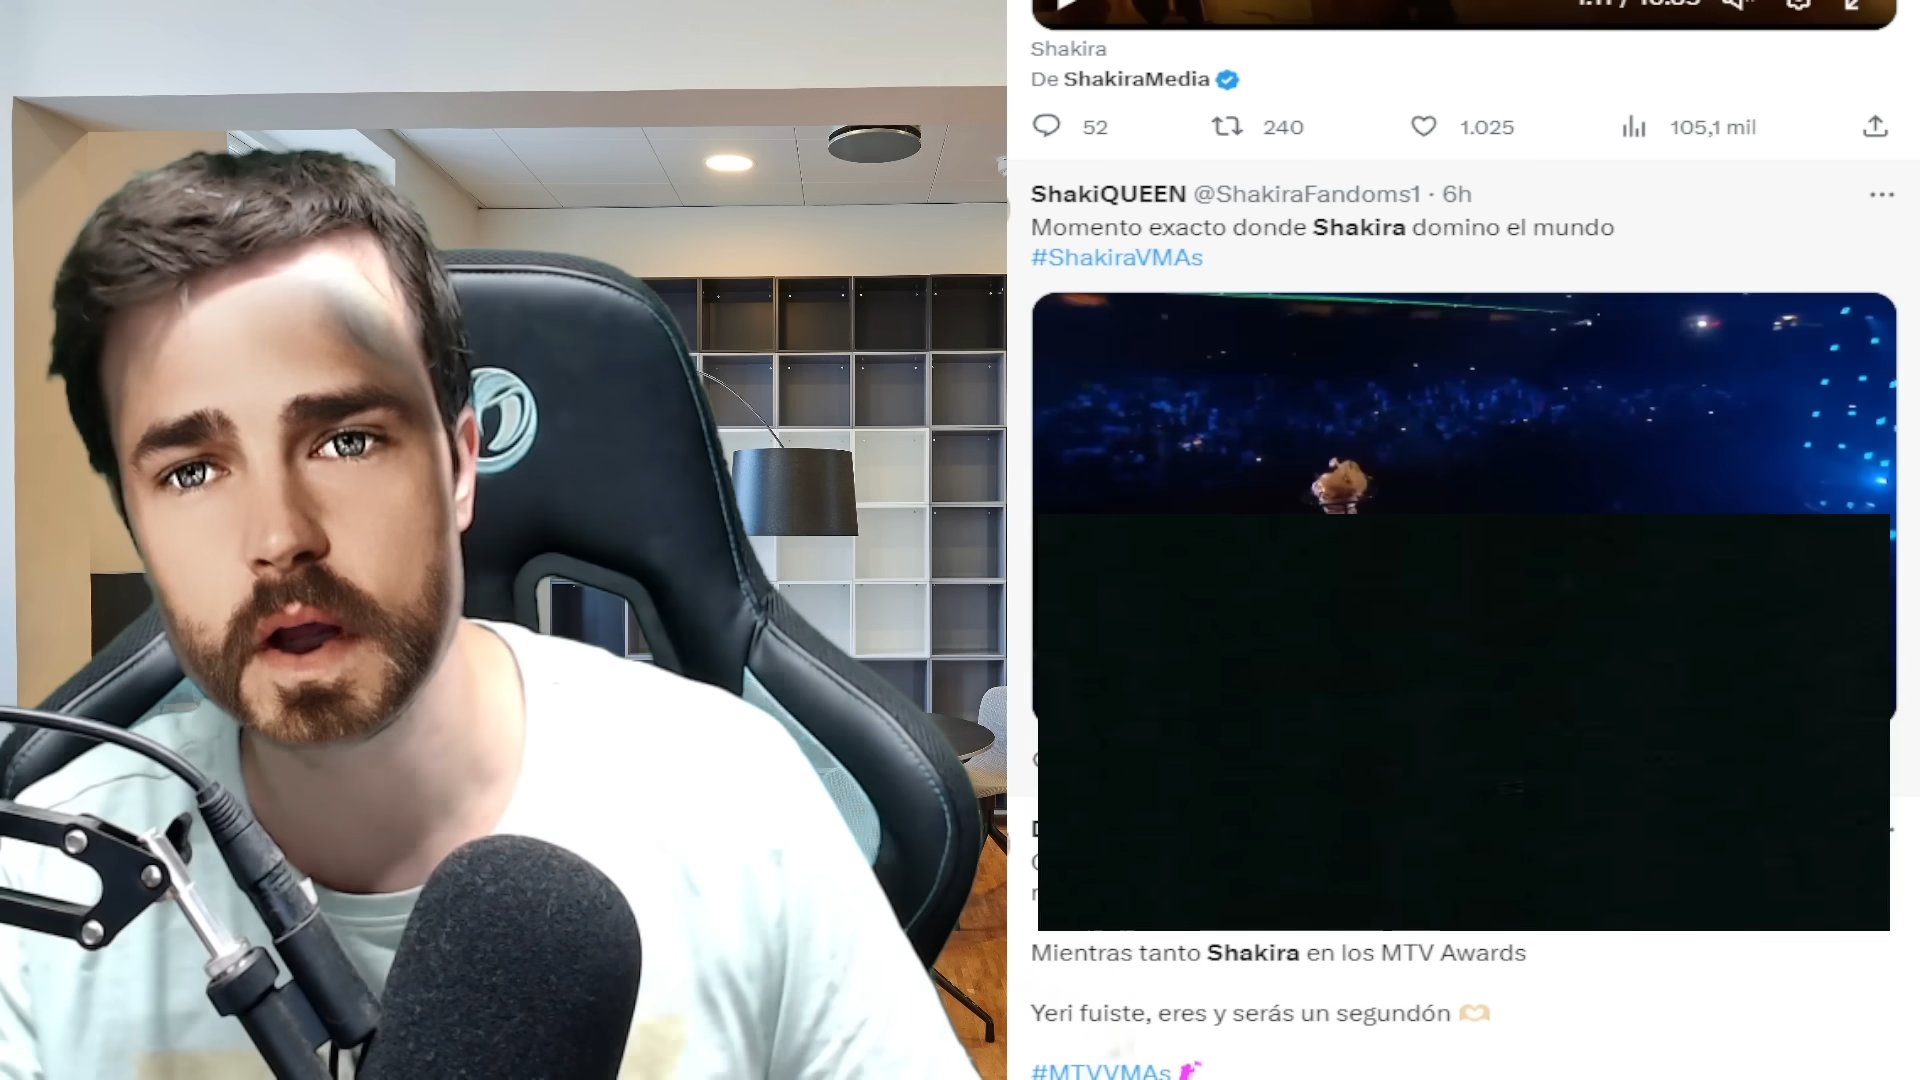 Shakira
De ShakiraMedia
52 240 1.025 105,1 mil
ShakiQUEEN @ShakiraFandoms1 · 6h
Momento exacto donde Shakira domino el mundo
#ShakiraVMAs
Mientras tanto Shakira en los MTV Awards
Yeri fuiste, eres y serás un segundón
#MTVVMAs